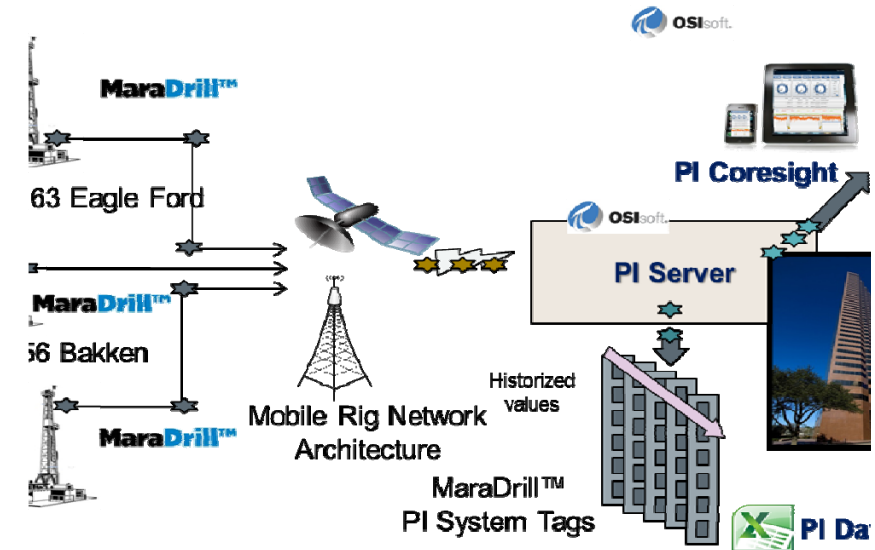 OSIsoft.
MaraDrill™
PI Coresight
63 Eagle Ford
OSIsoft.
PI Server
MaraDrill™
56 Bakken
Historized
values
Mobile Rig Network
Architecture
MaraDrill™
MaraDrill™
PI System Tags
PI Da